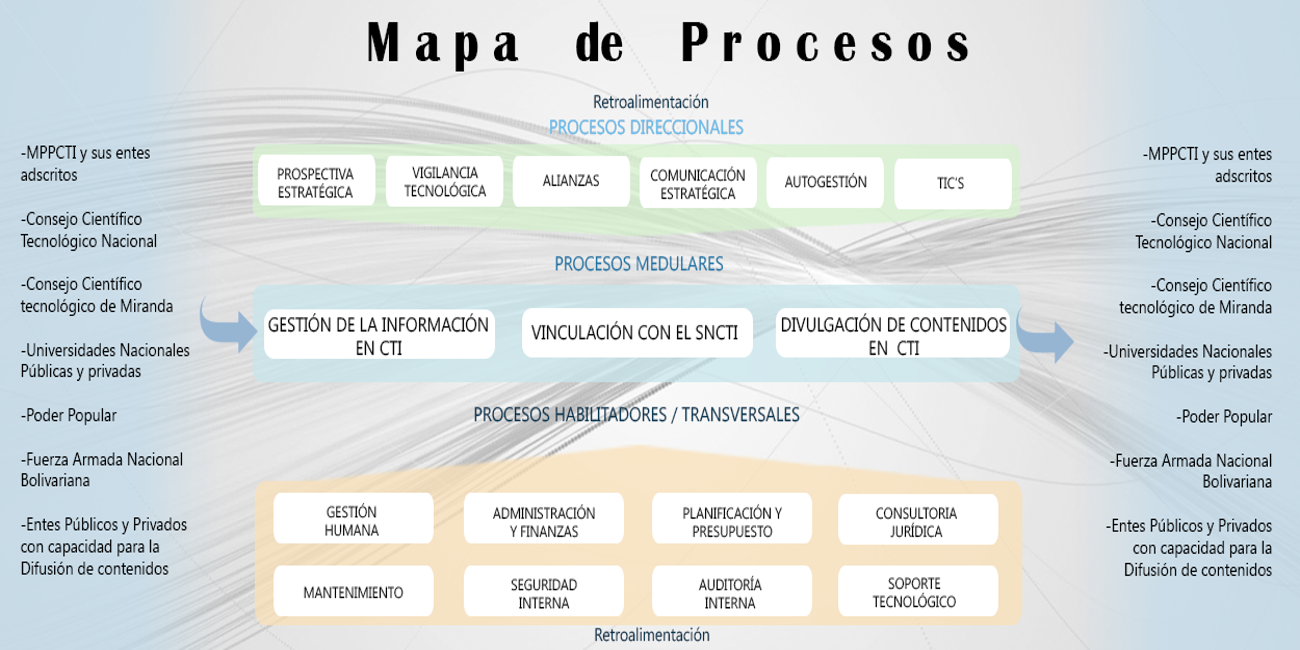 Mapa de Procesos
Retroalimentación
PROCESOS DIRECCIONALES
-MPPCTI y sus entes
adscritos
-Consejo Científico
Tecnológico Nacional
-Consejo Científico
tecnológico de Miranda
-Universidades Nacionales
Públicas y privadas
-Poder Popular
-Fuerza Armada Nacional
Bolivariana
-Entes Públicos y Privados
con capacidad para la
Difusión de contenidos
PROSPECTIVA
ESTRATÉGICA
VIGILANCIA
TECNOLÓGICA
ALIANZAS
COMUNICACIÓN
ESTRATÉGICA
AUTOGESTIÓN
TIC'S
PROCESOS MEDULARES
GESTIÓN DE LA INFORMACIÓN
EN CTI
VINCULACIÓN CON EL SNCTI
DIVULGACIÓN DE CONTENIDOS
EN CTI
PROCESOS HABILITADORES / TRANSVERSALES
GESTIÓN
HUMANA
ADMINISTRACIÓN
Y FINANZAS
PLANIFICACIÓN Y
PRESUPUESTO
CONSULTORIA
JURÍDICA
MANTENIMIENTO
SEGURIDAD
INTERNA
AUDITORÍA
INTERNA
SOPORTE
TECNOLÓGICO
Retroalimentación
-MPPCTI y sus entes
adscritos
-Consejo Científico
Tecnológico Nacional
-Consejo Científico
tecnológico de Miranda
-Universidades Nacionales
Públicas y privadas
-Poder Popular
-Fuerza Armada Nacional
Bolivariana
-Entes Públicos y Privados
con capacidad para la
Difusión de contenidos